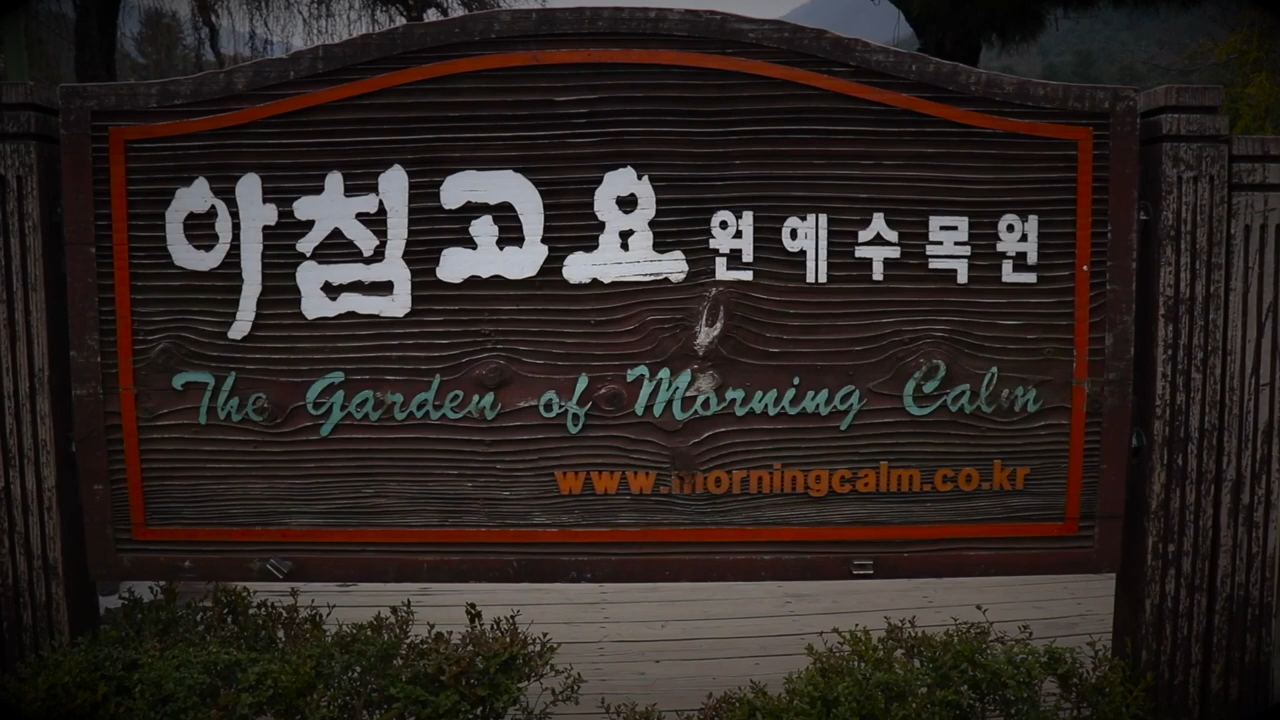 아침고요 원예수목원
The Garden of Morning Calm
www.morningcalm.co.kr